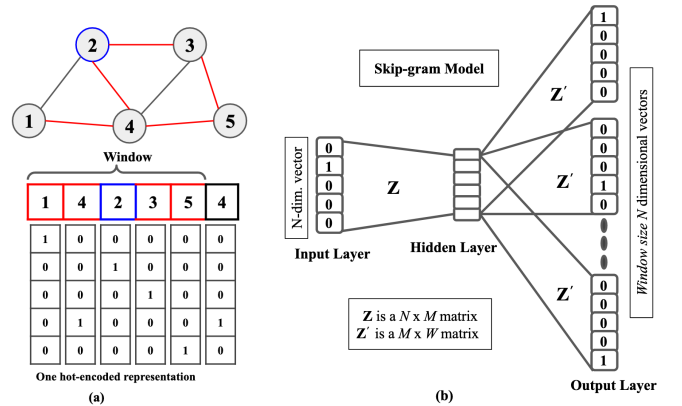 2
3
1
4
5
Window
1 4 2 3 5 4
1 0 0 0 0 0
0 0 1 0 0 0
0 0 0 1 0 0
0 1 0 0 0 1
0 0 0 0 1 0
One hot-encoded representation
(a)
Skip-gram Model
N-dim. vector
0
1
0
0
0
Input Layer
Z
Hidden Layer
Z′
1
0
0
0
0
Z′
0
0
0
1
0
Z′
0
0
0
0
1
Window size N dimensional vectors
Z is a N x M matrix
Z′ is a M x W matrix
Output Layer
(b)